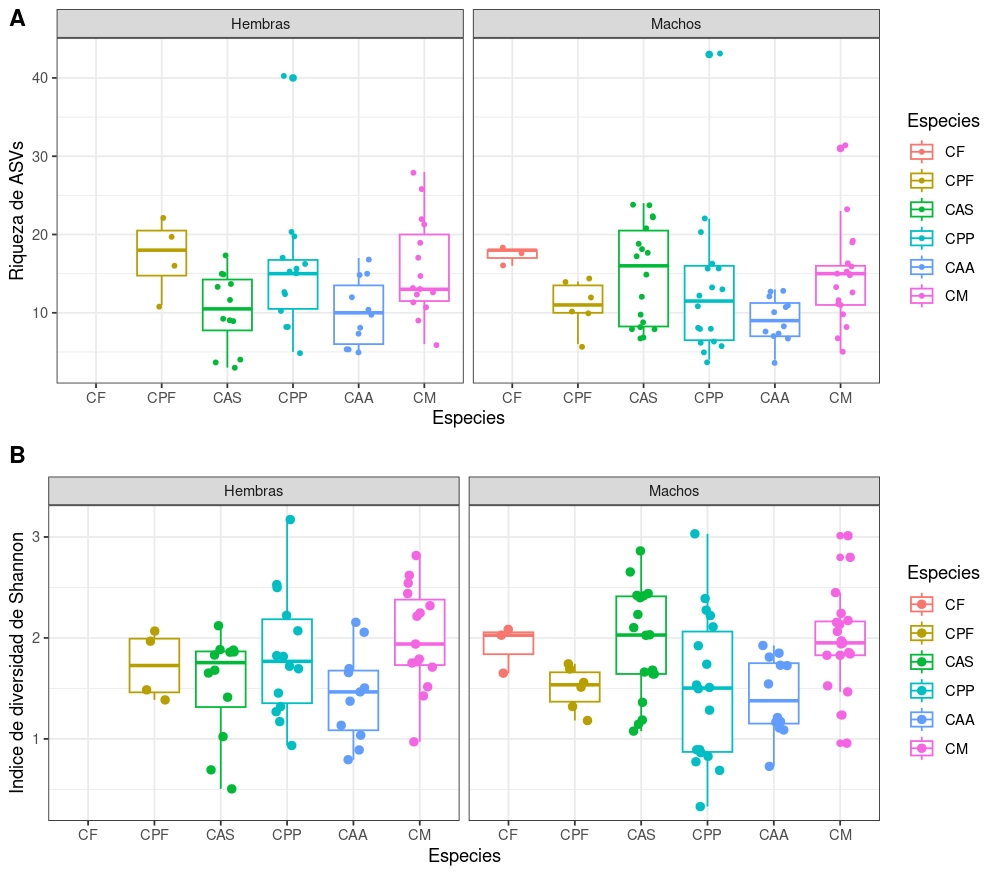 A
Hembras
Machos
Riqueza de ASVs
40
30
20
10
CF CPF CAS CPP CAA CM
CF CPF CAS CPP CAA CM
Especies
Especies
CF
CPF
CAS
CPP
CAA
CM
B
Hembras
Machos
Indice de diversidad de Shannon
3
2
1
CF CPF CAS CPP CAA CM
CF CPF CAS CPP CAA CM
Especies
Especies
CF
CPF
CAS
CPP
CAA
CM